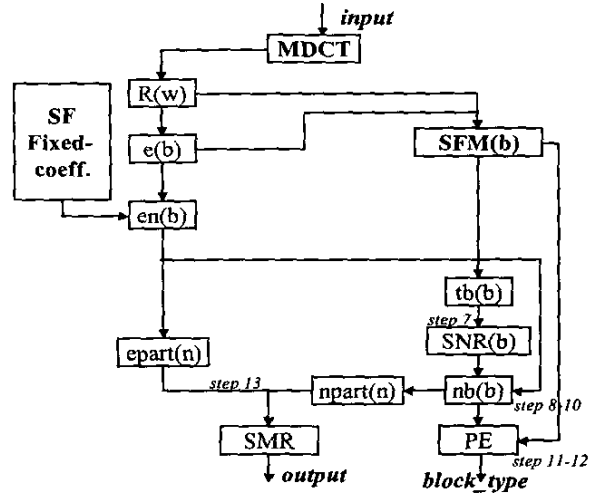 input
MDCT
R(w)
SF
Fixed-
coeff.
e(b)
SFM(b)
en(b)
tb(b)
step 7
SNR(b)
epart(n)
step 13
npart(n)
nb(b)
step 8-10
SMR
PE
step 11-12
output
block_type